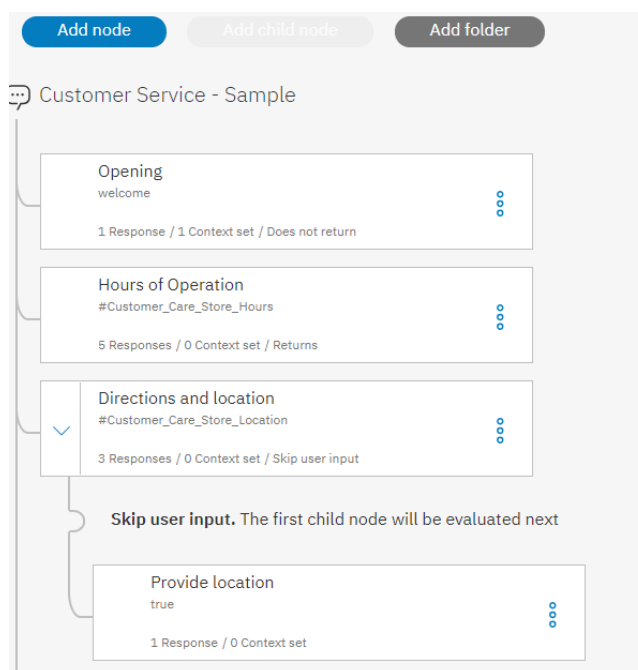 Add node Add child node Add folder
Customer Service - Sample
Opening
welcome
1 Response / 1 Context set / Does not return
Hours of Operation
#Customer_Care_Store_Hours
5 Responses / 0 Context set / Returns
Directions and location
#Customer_Care_Store_Location
3 Responses / 0 Context set / Skip user input
Skip user input. The first child node will be evaluated next
Provide location
true
1 Response / 0 Context set